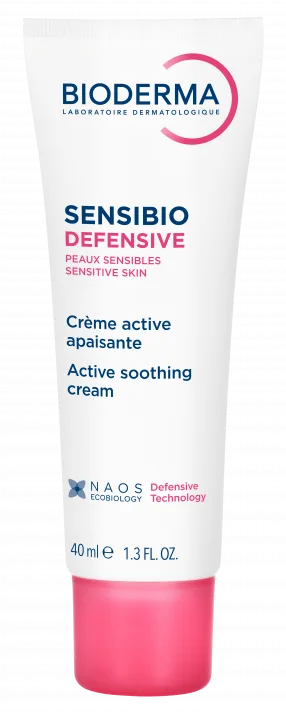 BIODERMA
LABORATOIRE DERMATOLOGIQUE
SENSIBIO
DEFENSIVE
PEAUX SENSIBLES
SENSITIVE SKIN
Crème active
apaisante
Active soothing
cream
NAOS
ECOBIOLOGY
Defensive
Technology
40 ml e 1.3 FL. OZ.